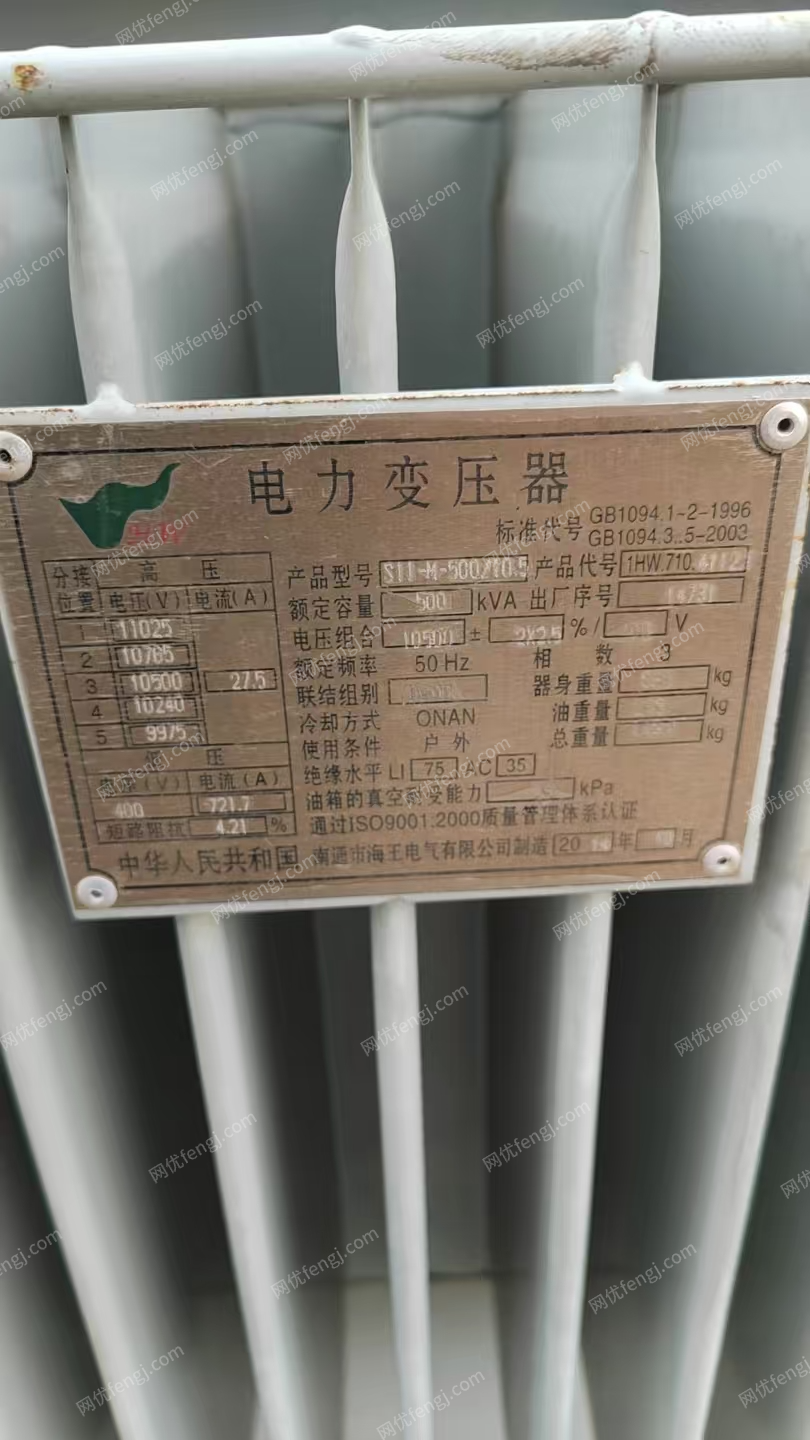 电力变压器
标准代号 GB1094.1~2-1996
GB1094.3..5-2003
分接位置 高压
电压(V) 电流(A)
1 11025
2 10765
3 10500 27.5
4 10240
5 9975
低压
电压(V) 电流(A)
400 721.7
短路阻抗 4.21 %
产品型号 S11-M-500/10.5 产品代号 1HW.710.
额定容量 500 kVA 出厂序号
电压组合 10500 ± 2X2.5 %/ V
额定频率 50Hz 相数 3
联结组别 器身重量 kg
冷却方式 ONAN 油重量 kg
使用条件 户外 总重量 kg
绝缘水平 LI 75 AC 35
油箱的真空耐受能力 kPa
通过ISO9001.2000质量管理体系认证
中华人民共和国 南通市海王电气有限公司制造 20 年 月
网优fengj.com